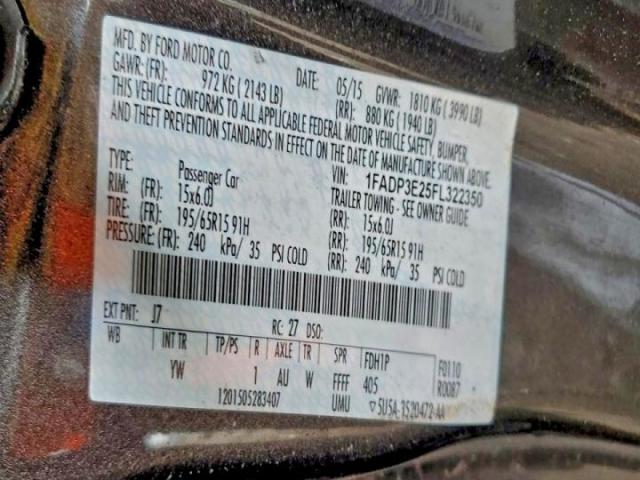 MFD. BY FORD MOTOR CO.
DATE: 05/15 GVWR: 1810 KG (3990 LB)
GAWR: (FR): 972 KG (2143 LB) (RR): 880 KG (1940 LB)
THIS VEHICLE CONFORMS TO ALL APPLICABLE FEDERAL MOTOR VEHICLE SAFETY, BUMPER,
AND THEFT PREVENTION STANDARDS IN EFFECT ON THE DATE OF MANUFACTURE SHOWN ABOVE.
VIN: 1FADP3E25FL322350
TYPE: Passenger Car TRAILER TOWING - SEE OWNER GUIDE
RIM: (FR): 15x6.0J (RR): 15x6.0J
TIRE: (FR): 195/65R15 91H (RR): 195/65R15 91H
PRESSURE: (FR): 240 kPa/ 35 PSI COLD (RR): 240 kPa/ 35 PSI COLD
EXT PNT: J7 RC: 27 DSO:
WB INT TR TP/PS R AXLE TR SPR FDH1P F0110
YW 1 AU W FFFF 405 R0087
1201505283407 UMU ▽5U5A-1520472-AA